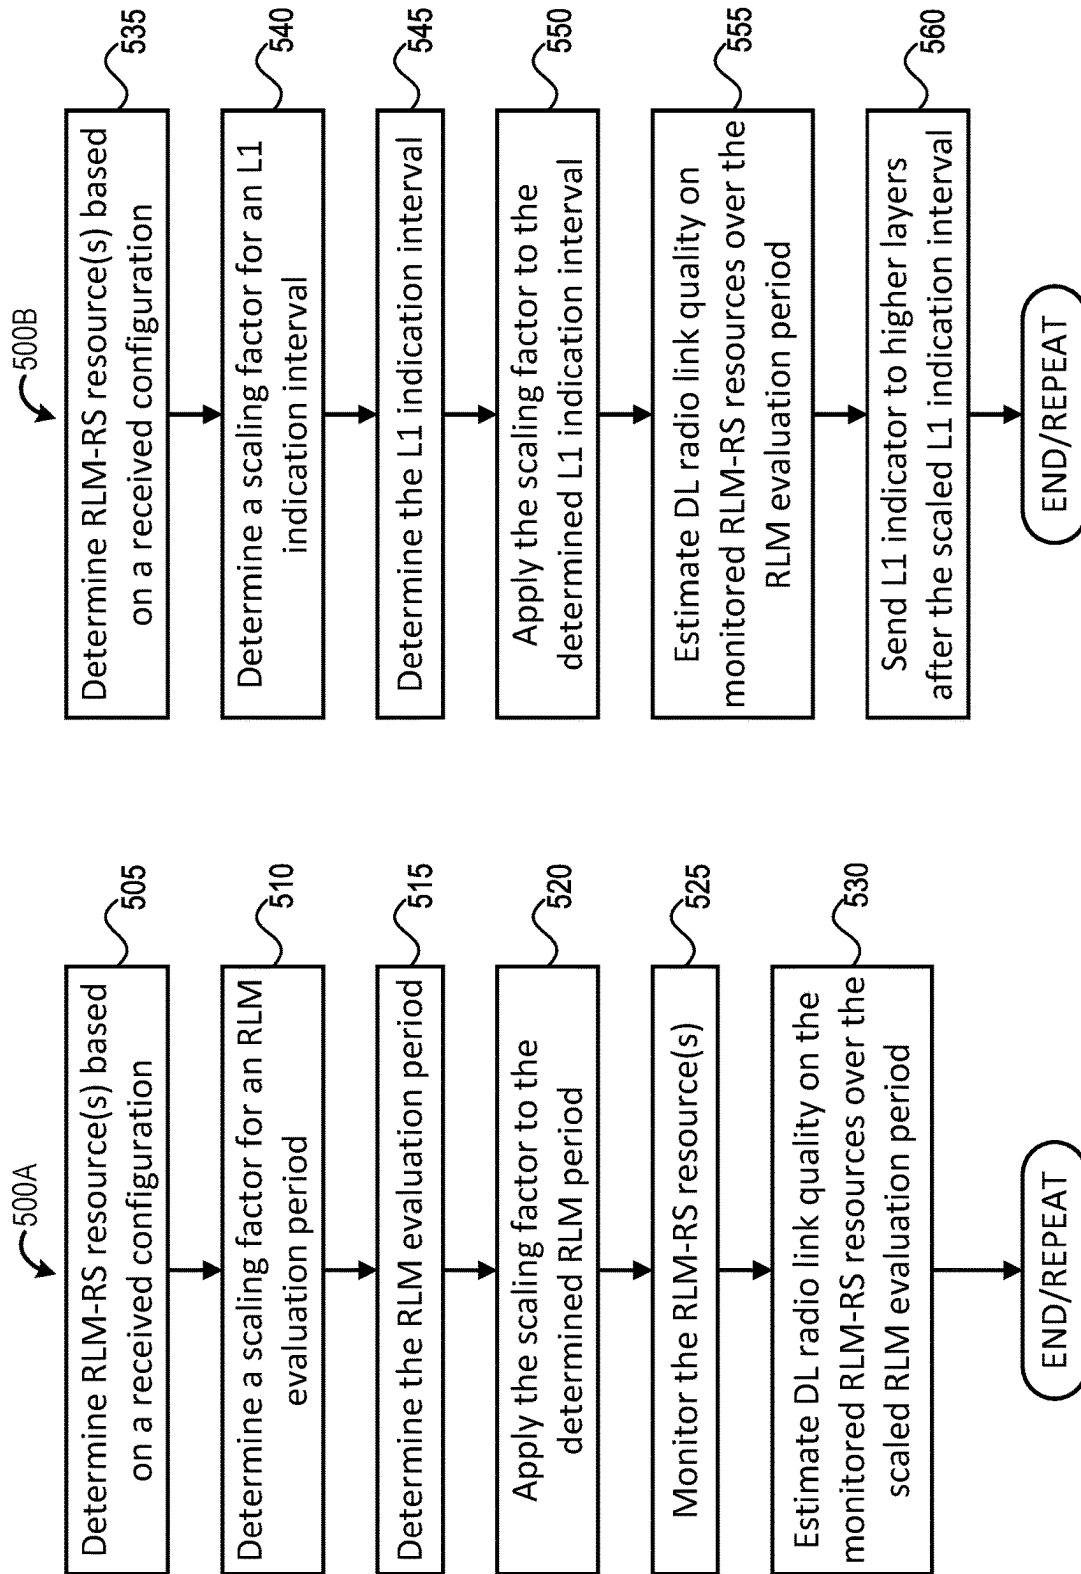 500A
Determine RLM-RS resource(s) based
on a received configuration
505
Determine a scaling factor for an RLM
evaluation period
510
Determine the RLM evaluation period
515
Apply the scaling factor to the
determined RLM period
520
Monitor the RLM-RS resource(s)
525
Estimate DL radio link quality on the
monitored RLM-RS resources over the
scaled RLM evaluation period
530
END/REPEAT
500B
Determine RLM-RS resource(s) based
on a received configuration
535
Determine a scaling factor for an L1
indication interval
540
Determine the L1 indication interval
545
Apply the scaling factor to the
determined L1 indication interval
550
Estimate DL radio link quality on
monitored RLM-RS resources over the
RLM evaluation period
555
Send L1 indicator to higher layers
after the scaled L1 indication interval
560
END/REPEAT